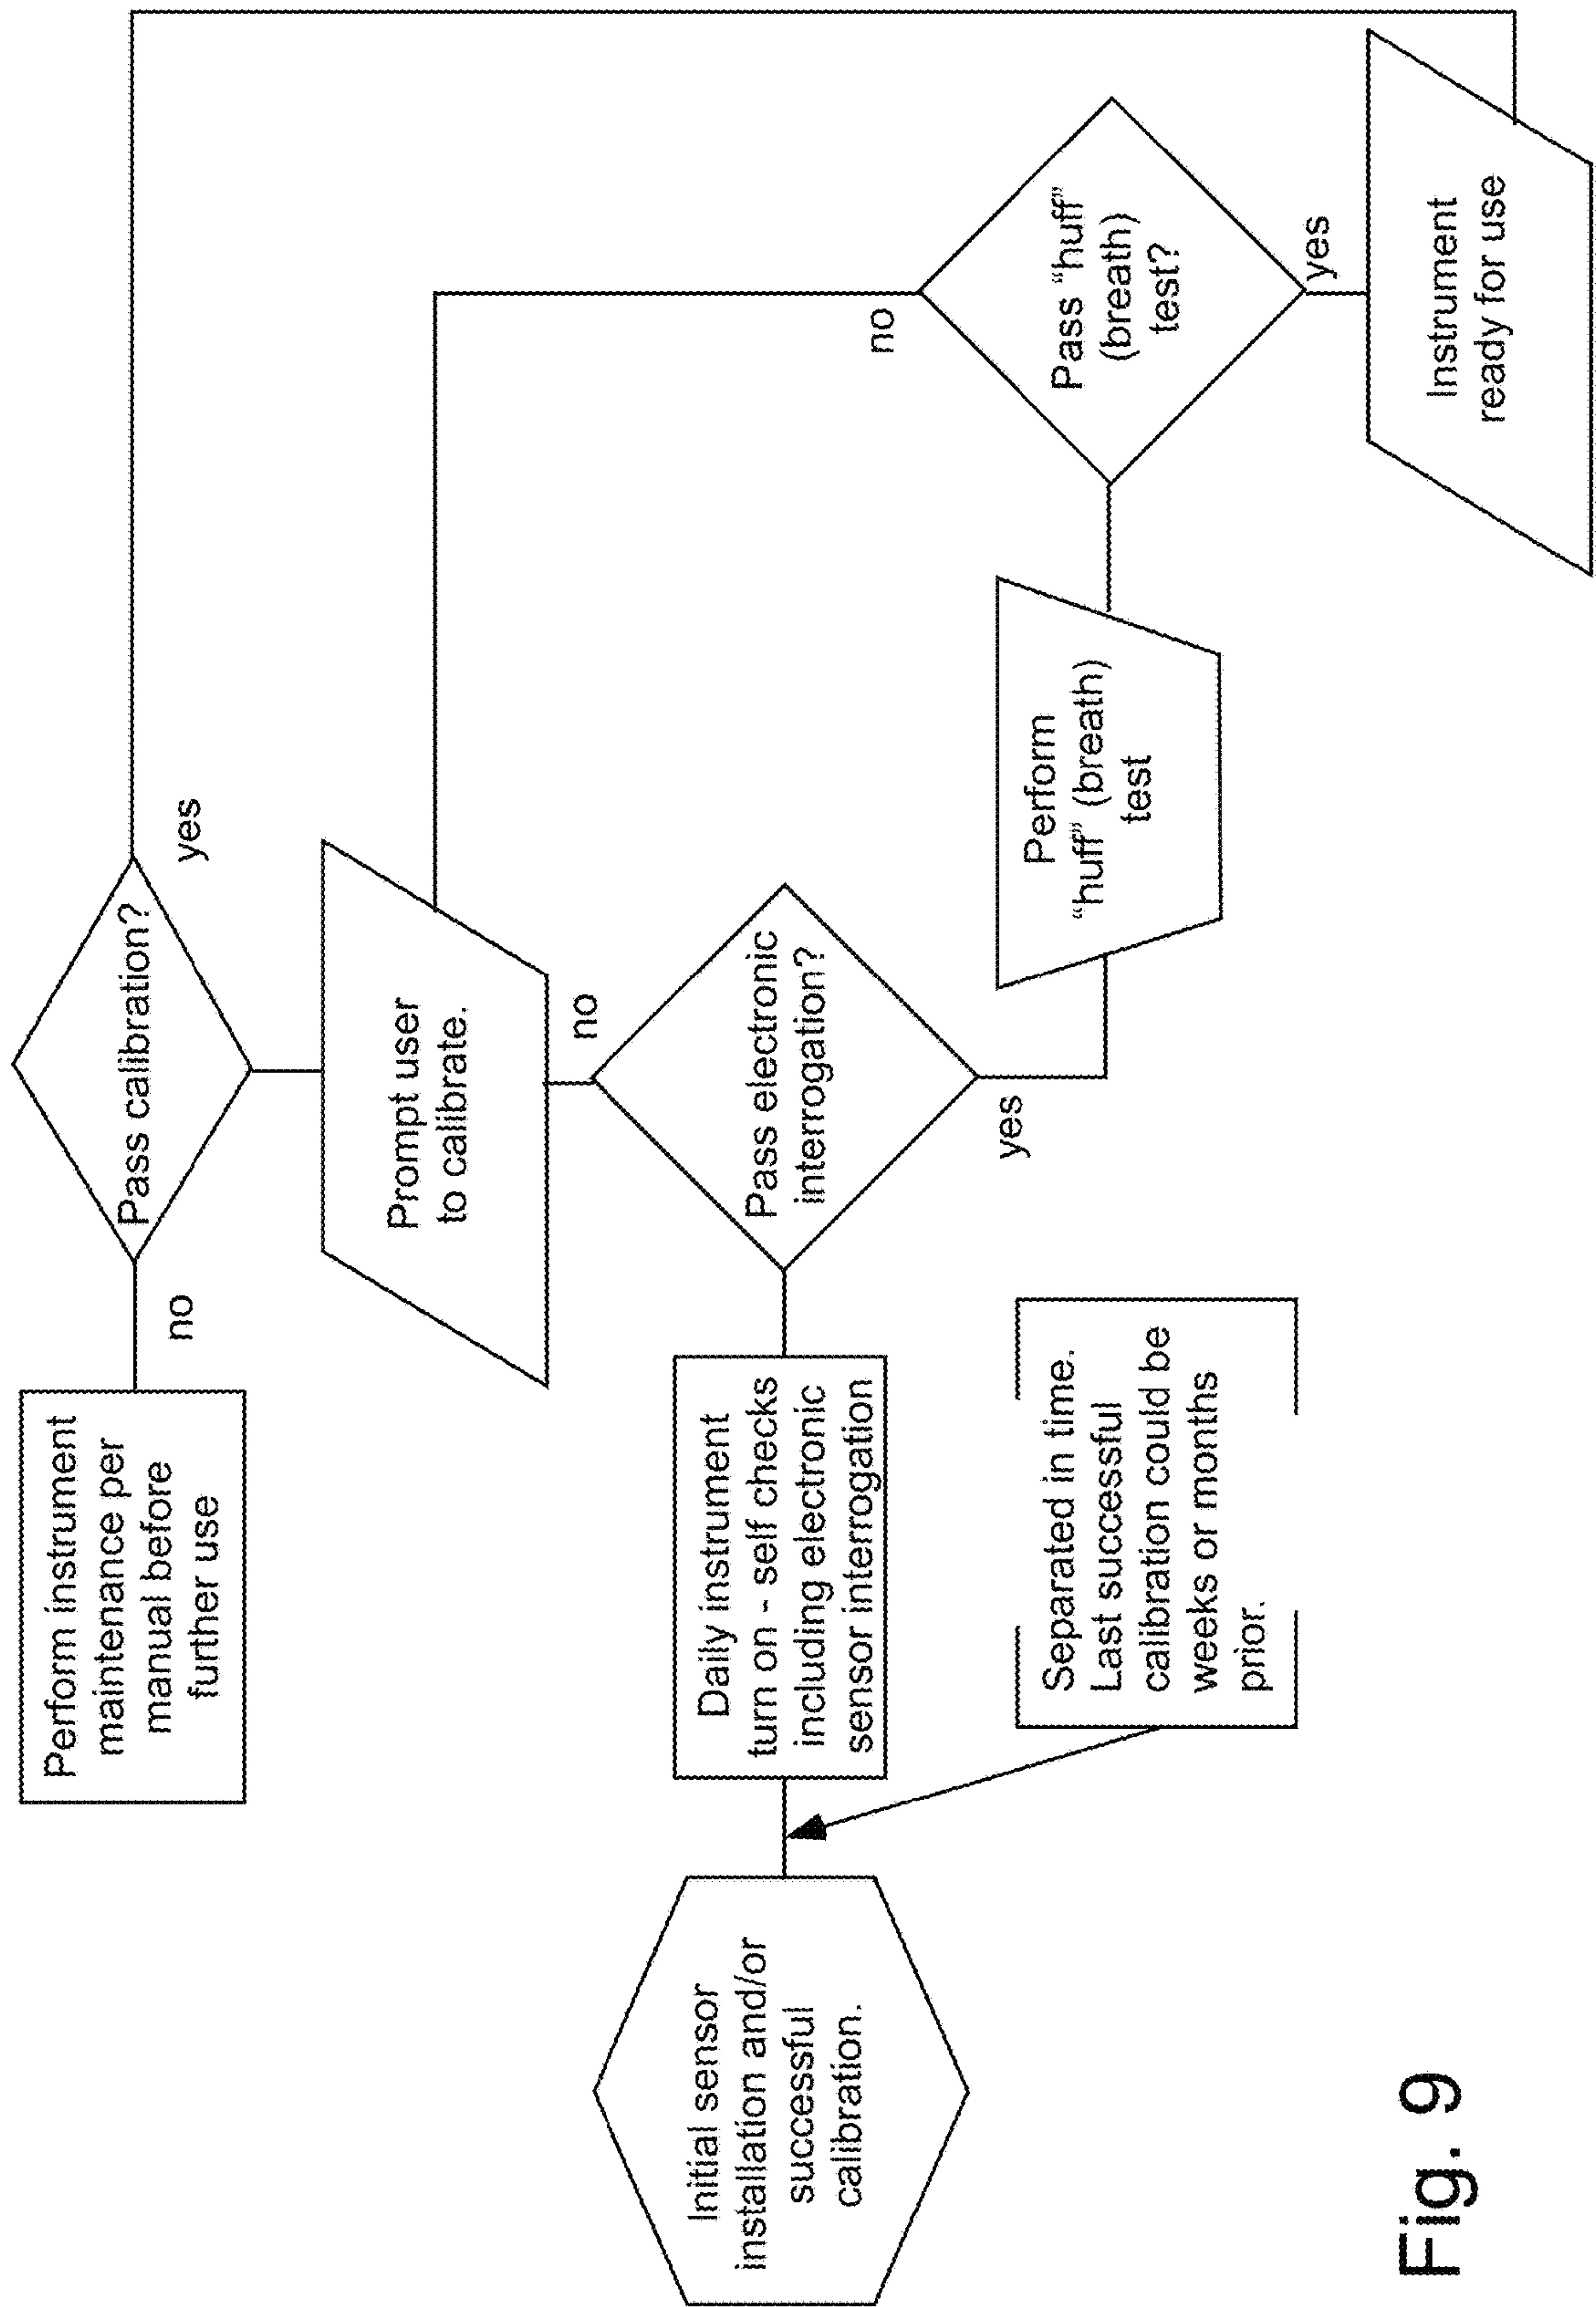 Perform instrument
maintenance per
manual before
further use
no
Pass calibration?
yes
Prompt user
to calibrate.
no
Initial sensor
installation and/or
successful
calibration.
Daily instrument
turn on - self checks
including electronic
sensor interrogation
Pass electronic
interrogation?
yes
Separated in time.
Last successful
calibration could be
weeks or months
prior.
Perform
“huff” (breath)
test
no
Pass “huff”
(breath)
test?
yes
Instrument
ready for use
Fig. 9